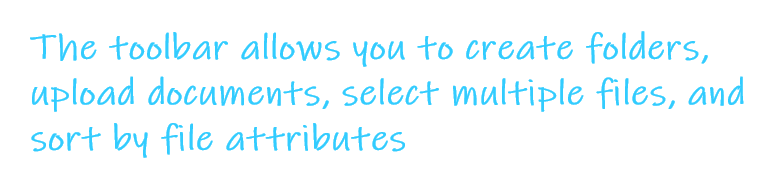 The toolbar allows you to create folders,
upload documents, select multiple files, and
sort by file attributes